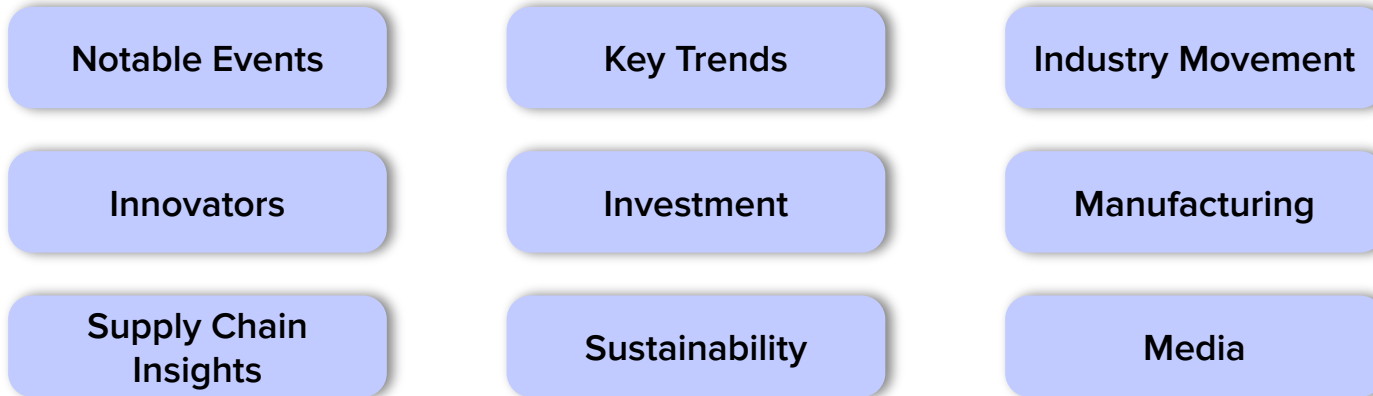 Notable Events
Key Trends
Industry Movement
Innovators
Investment
Manufacturing
Supply Chain
Insights
Sustainability
Media